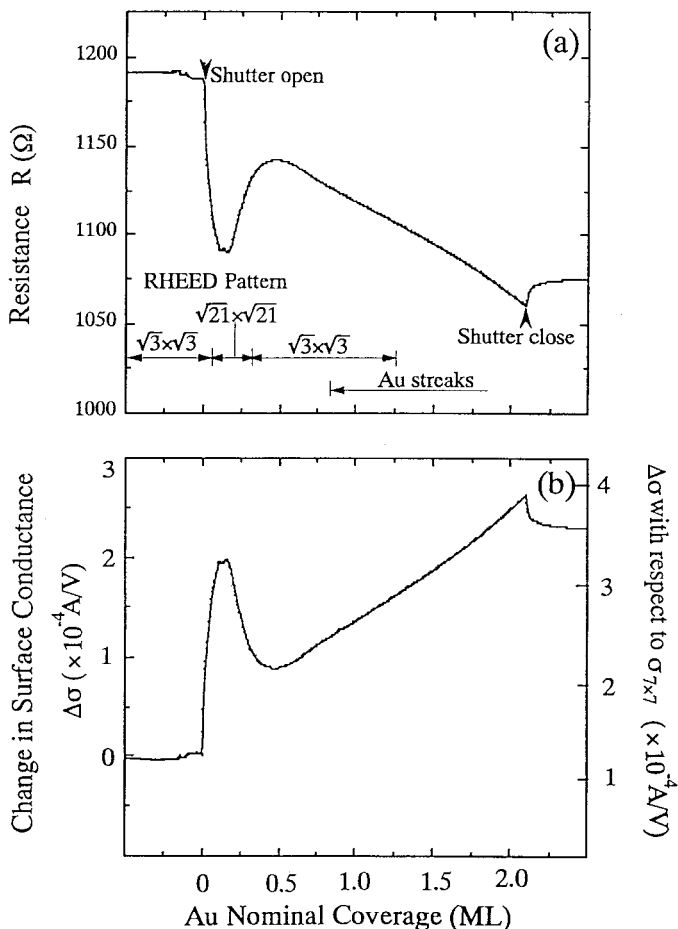 (a)
1200
1150
1100
1050
1000
Resistance R (Ω)
Shutter open
RHEED Pattern
√21×√21
√3×√3
√3×√3
Au streaks
Shutter close
(b)
3
2
1
0
Change in Surface Conductance
Δσ (×10⁻⁴A/V)
4
3
2
1
Δσ with respect to σ₇ₓ₇ (×10⁻⁴A/V)
0 0.5 1.0 1.5 2.0
Au Nominal Coverage (ML)